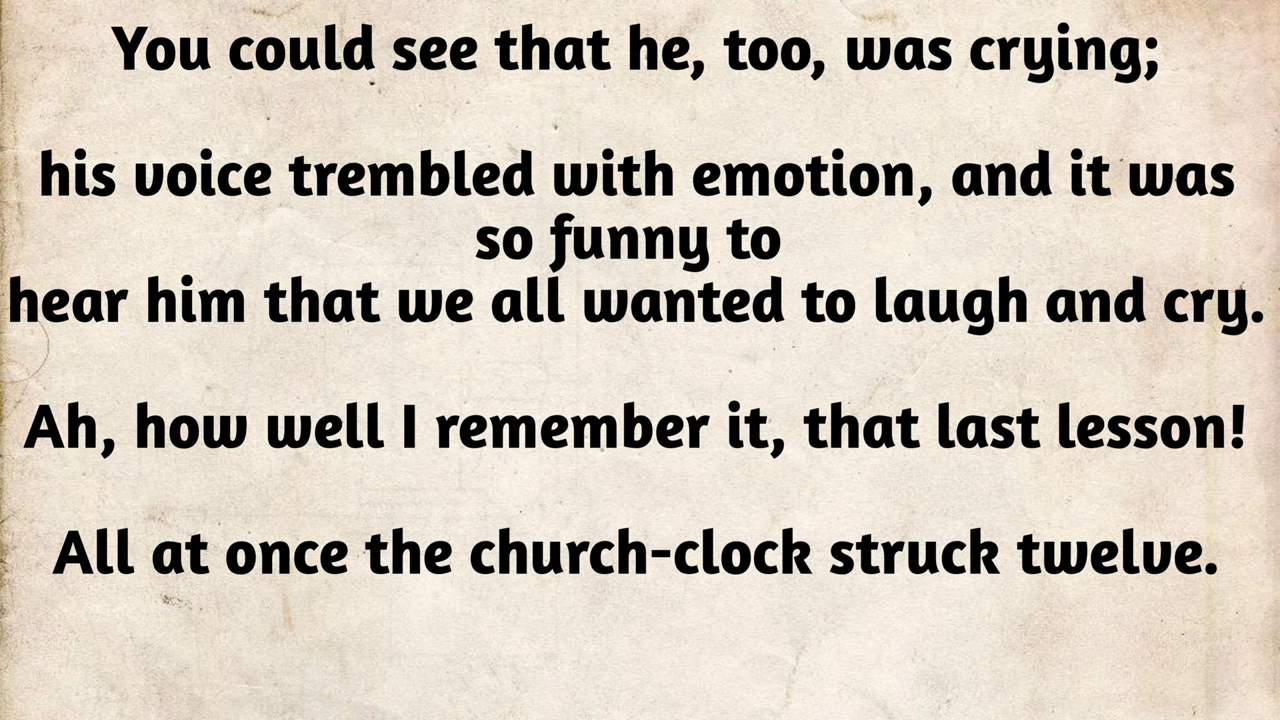 You could see that he, too, was crying;
his voice trembled with emotion, and it was
so funny to
hear him that we all wanted to laugh and cry.
Ah, how well I remember it, that last lesson!
All at once the church-clock struck twelve.